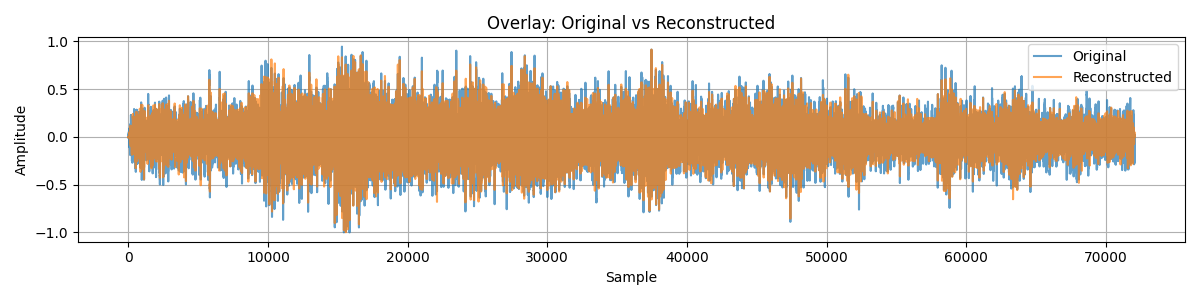 Overlay: Original vs Reconstructed
1.0
0.5
0.0
−0.5
−1.0
Amplitude
Original
Reconstructed
0 10000 20000 30000 40000 50000 60000 70000
Sample